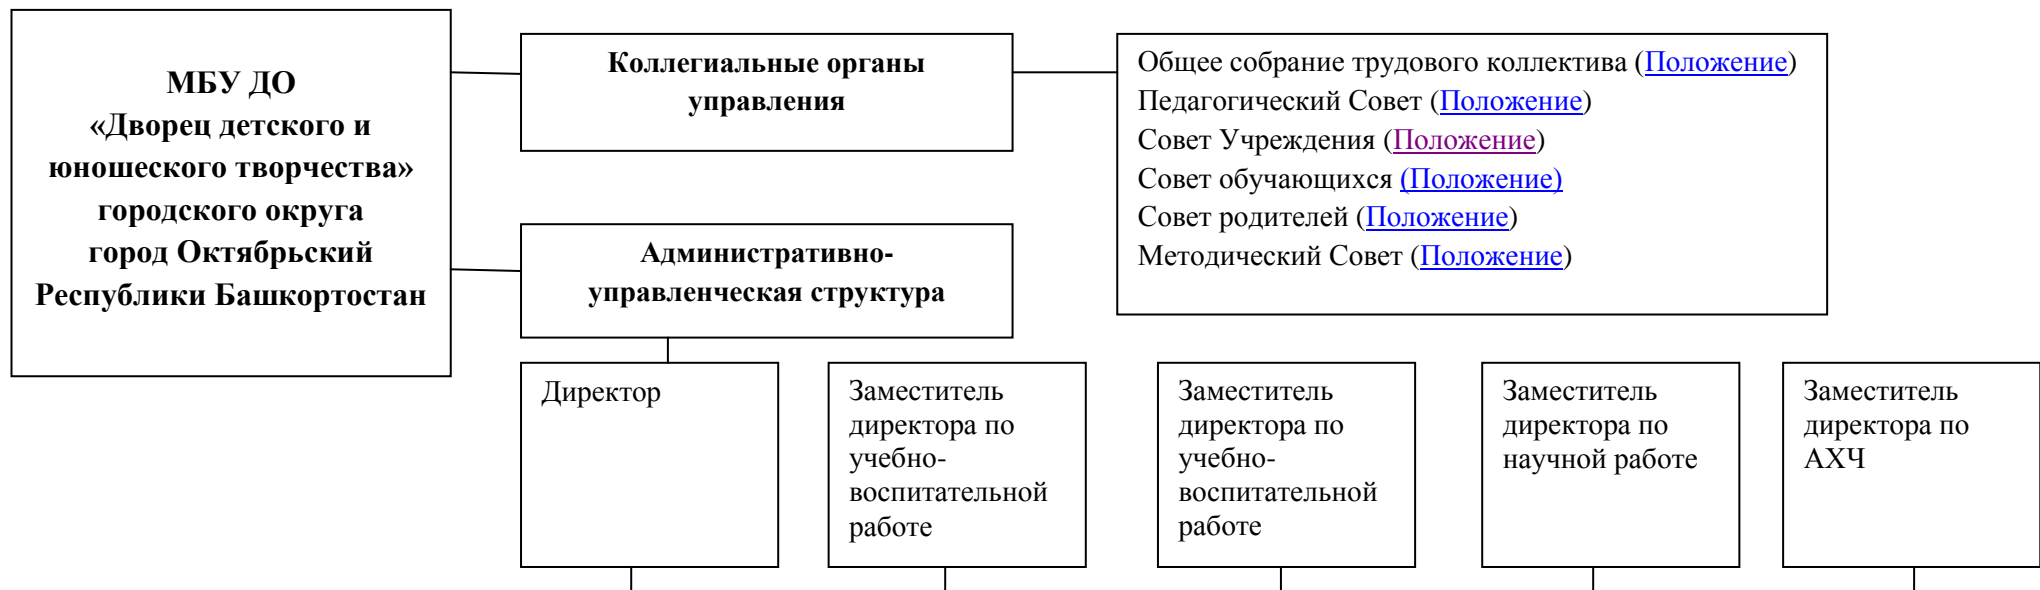 МБУ ДО
«Дворец детского и
юношеского творчества»
городского округа
город Октябрьский
Республики Башкортостан
Коллегиальные органы
управления
Общее собрание трудового коллектива (Положение)
Педагогический Совет (Положение)
Совет Учреждения (Положение)
Совет обучающихся (Положение)
Совет родителей (Положение)
Методический Совет (Положение)
Административно-
управленческая структура
Директор
Заместитель
директора по
учебно-
воспитательной
работе
Заместитель
директора по
учебно-
воспитательной
работе
Заместитель
директора по
научной работе
Заместитель
директора по
АХЧ